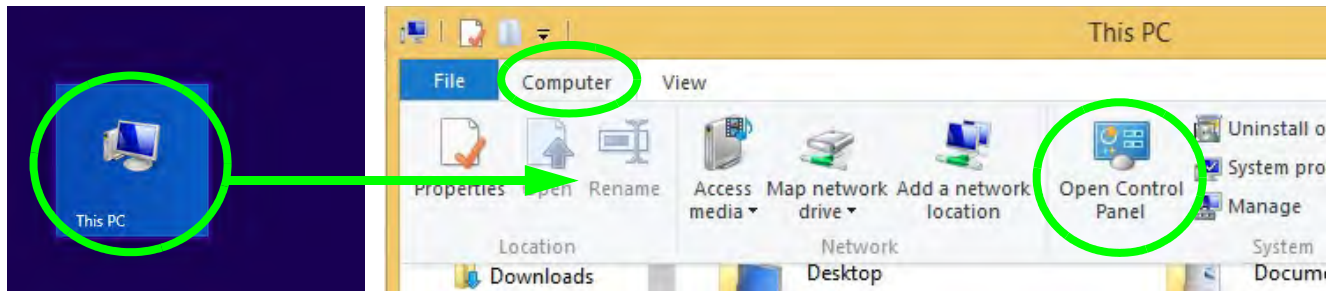 This PC
This PC
File Computer View
Properties Open Rename Access media Map network drive Add a network location Open Control Panel
Uninstall o
System pro
Manage
Location Network System
Downloads Desktop Docume